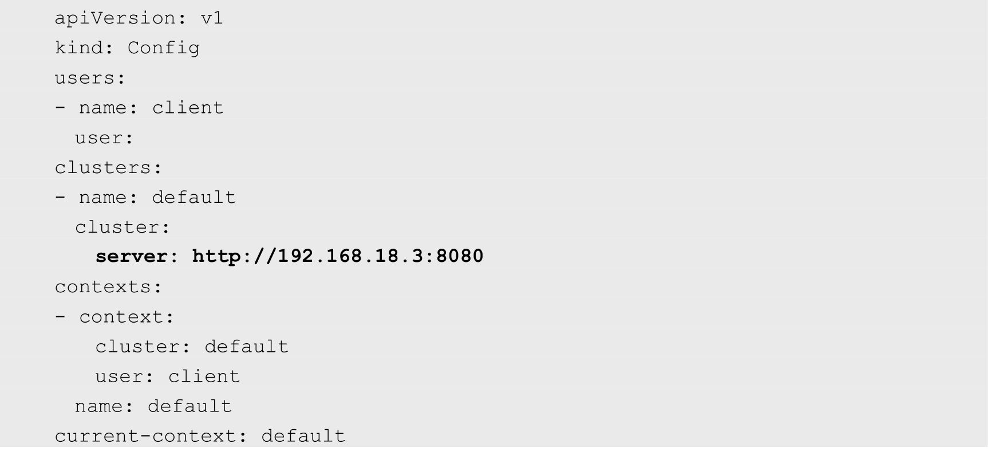 apiVersion: v1
kind: Config
users:
- name: client
  user:
clusters:
- name: default
  cluster:
    server: http://192.168.18.3:8080
contexts:
- context:
    cluster: default
    user: client
  name: default
current-context: default